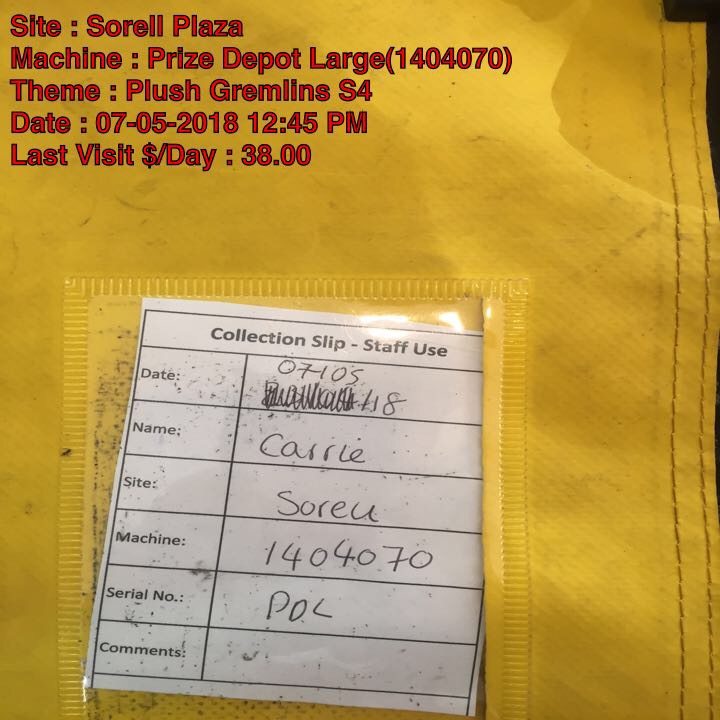 Site : Sorell Plaza
Machine : Prize Depot Large(1404070)
Theme : Plush Gremlins S4
Date : 07-05-2018 12:45 PM
Last Visit $/Day : 38.00
Collection Slip - Staff Use
Date: 07/05
/18
Name: Carrie
Site: Sorell
Machine: 1404070
Serial No.: PDL
Comments: